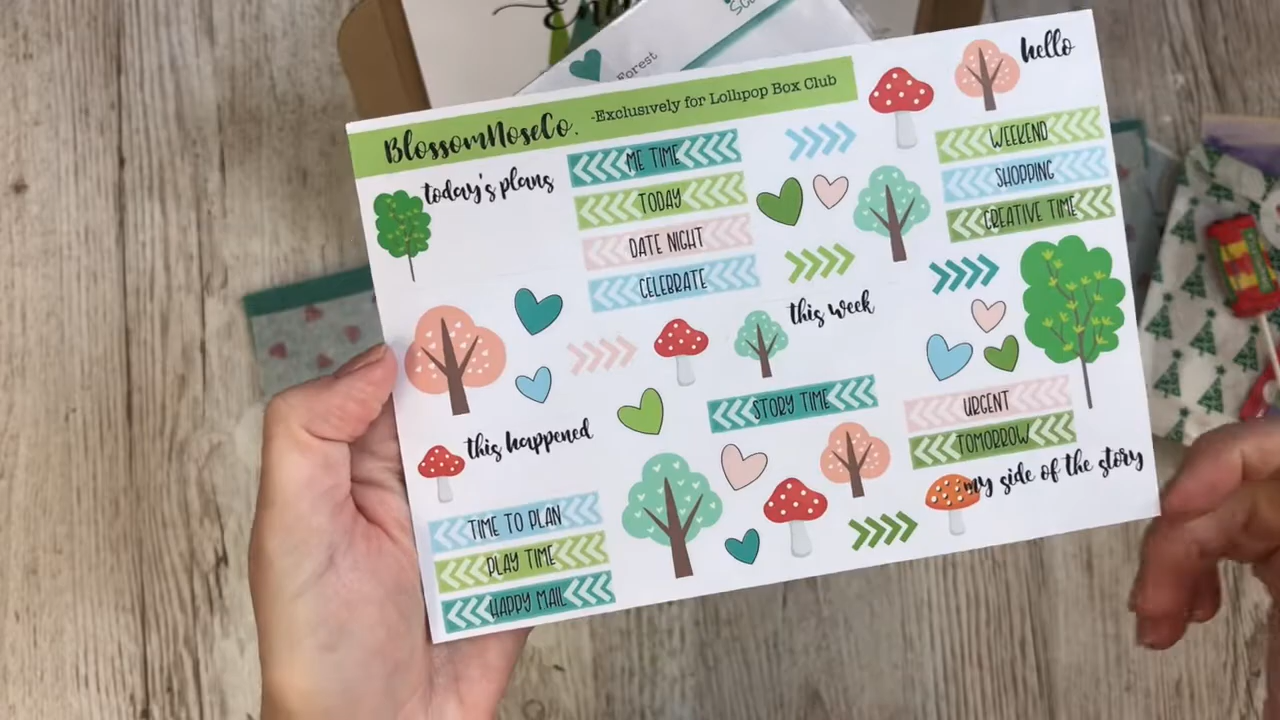 Forest
BlossomNoseCo.
-Exclusively for Lollipop Box Club
hello
today's plans
ME TIME
TODAY
DATE NIGHT
CELEBRATE
WEEKEND
SHOPPING
CREATIVE TIME
this week
this happened
STORY TIME
URGENT
TOMORROW
my side of the story
TIME TO PLAN
PLAY TIME
HAPPY MAIL